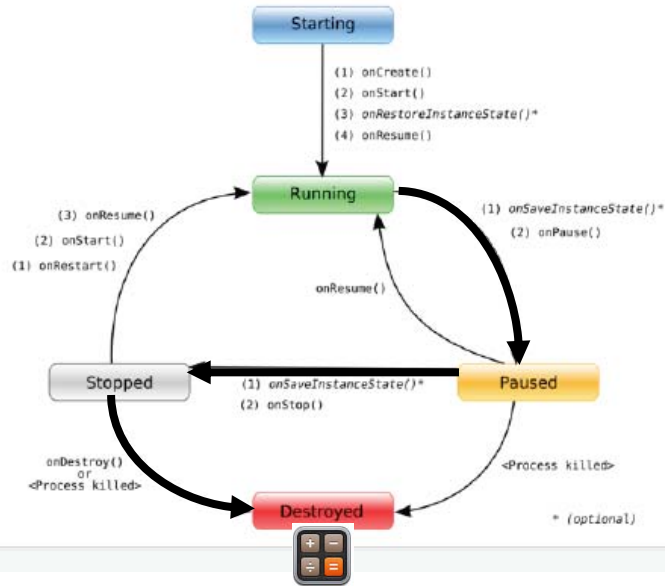 Starting
(1) onCreate()
(2) onStart()
(3) onRestoreInstanceState()*
(4) onResume()
Running
(3) onResume()
(2) onStart()
(1) onRestart()
(1) onSaveInstanceState()*
(2) onPause()
onResume()
Stopped
(1) onSaveInstanceState()*
(2) onStop()
Paused
onDestroy()
or
<Process killed>
<Process killed>
Destroyed
* (optional)
+ −
÷ =